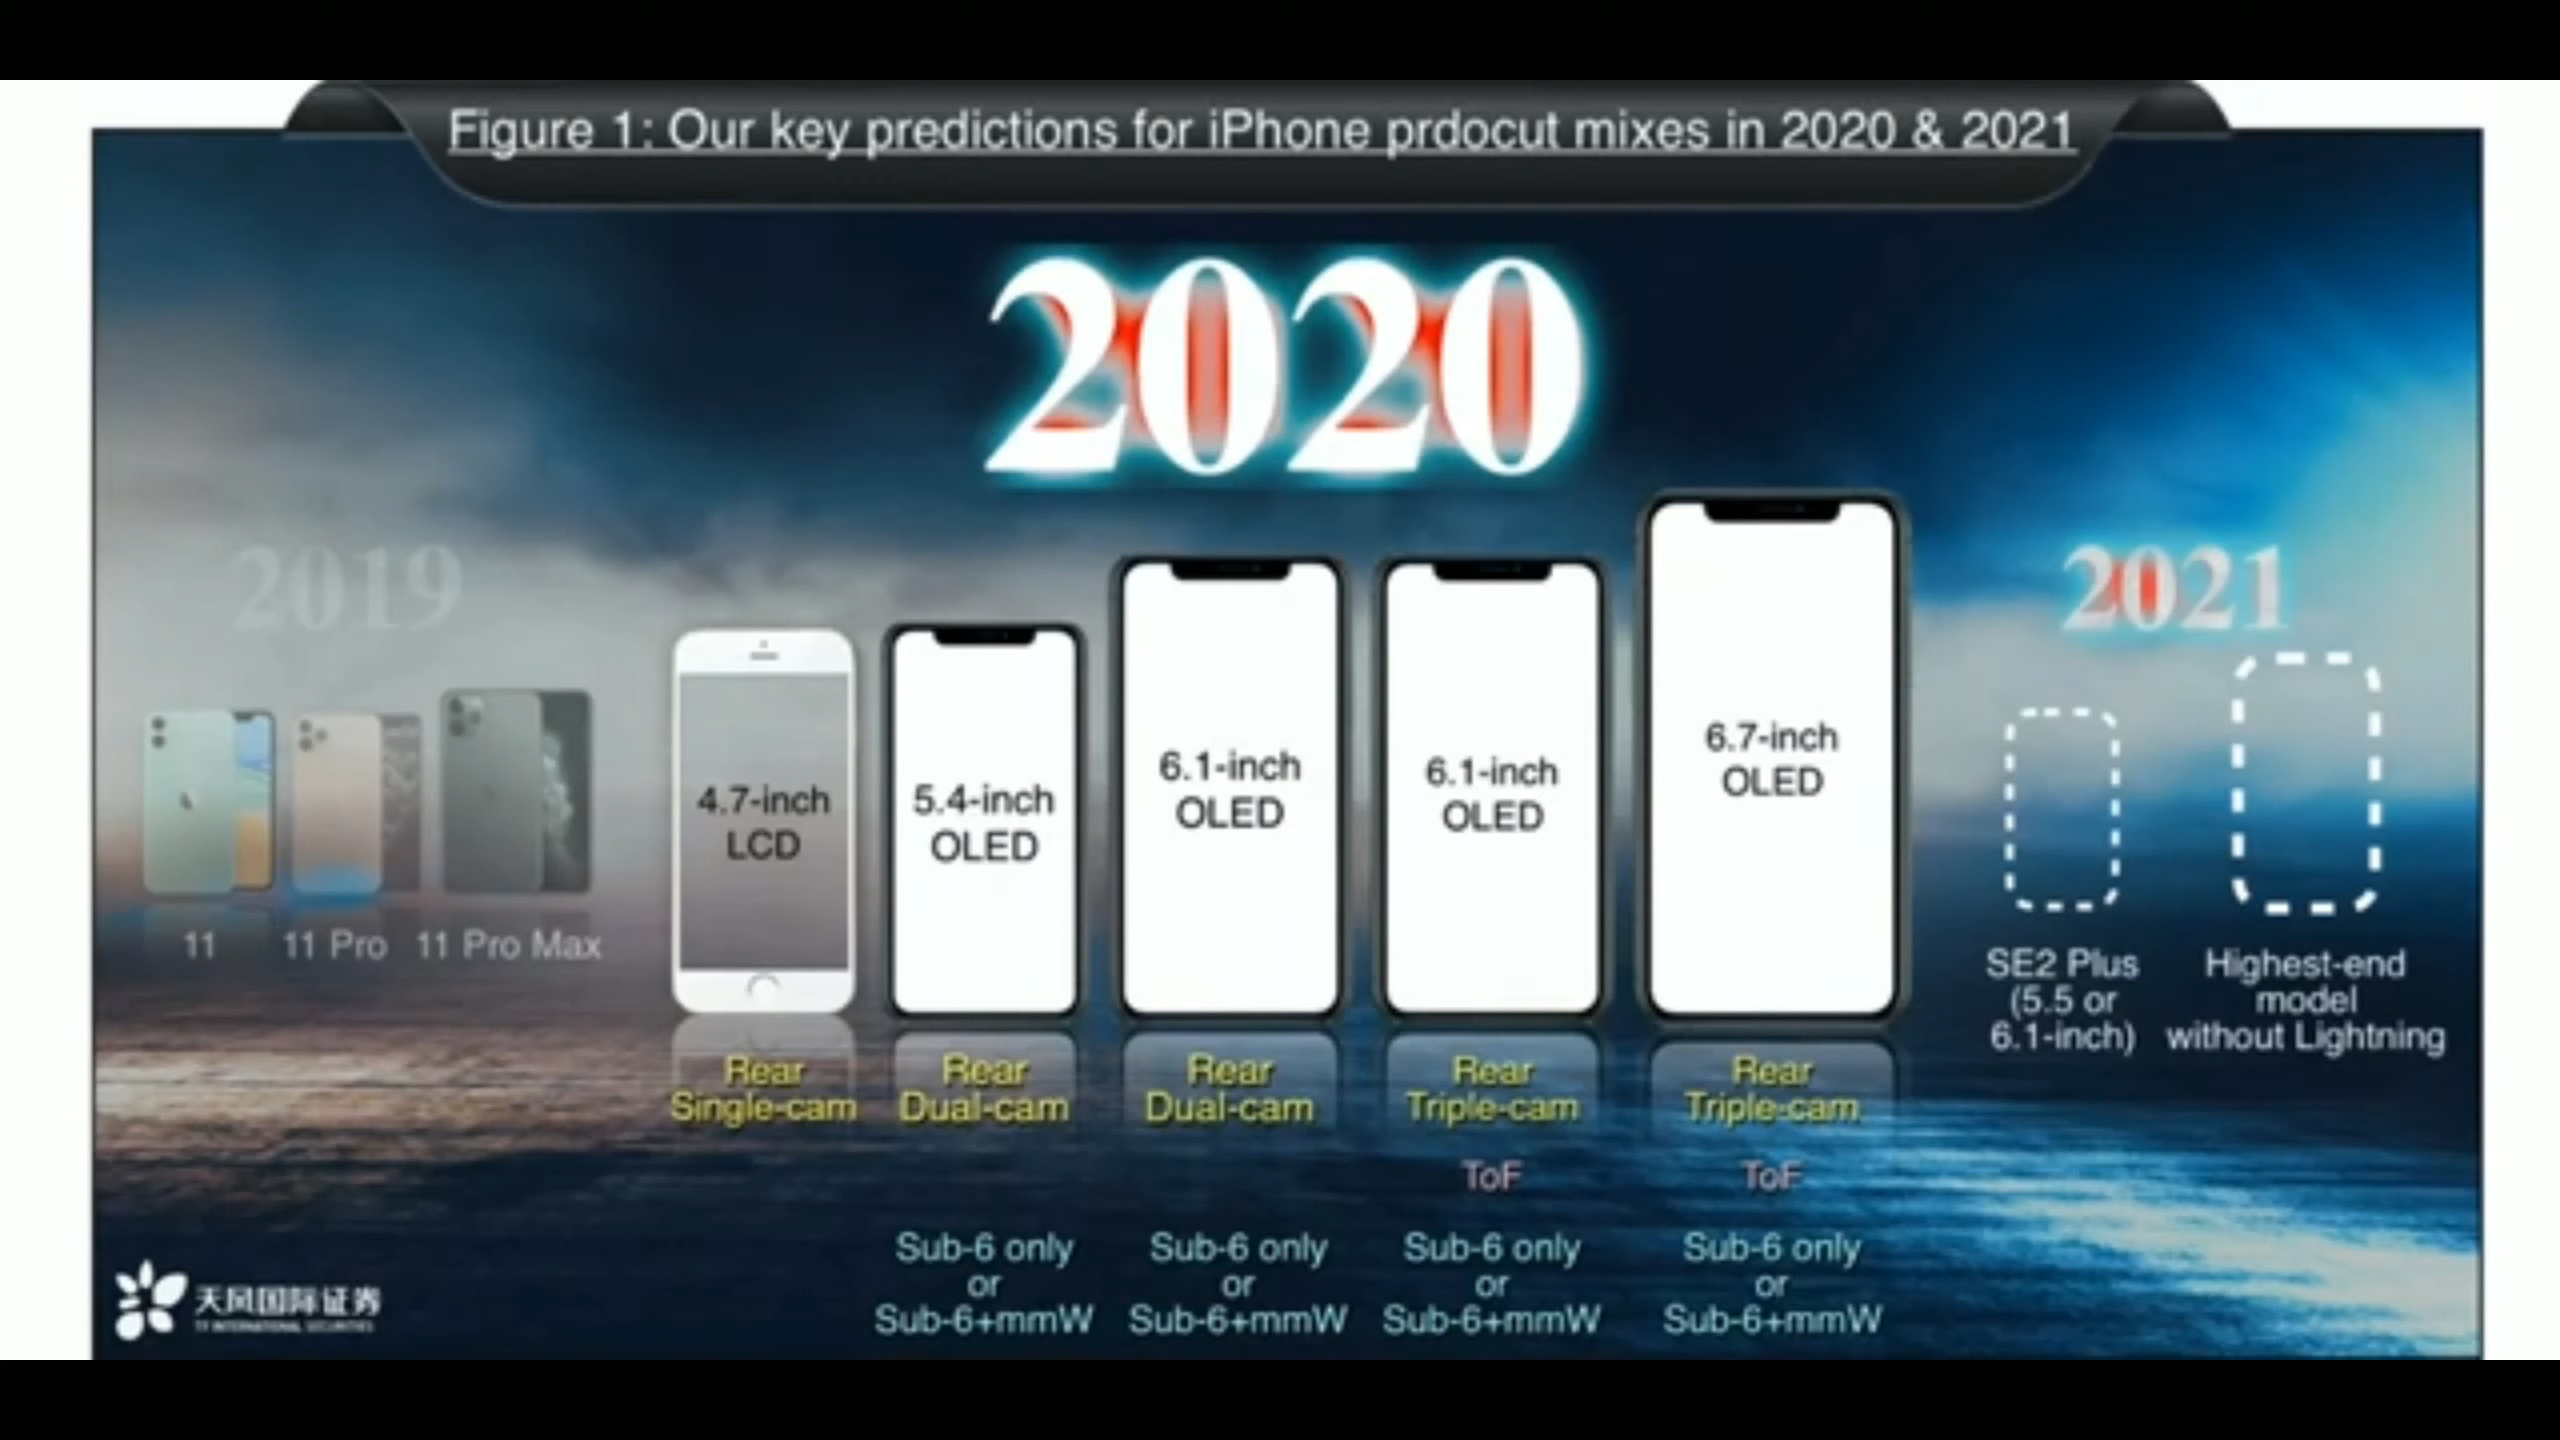 Figure 1: Our key predictions for iPhone prdocut mixes in 2020 & 2021
2020
2019
2021
11
11 Pro
11 Pro Max
4.7-inch
LCD
Rear
Single-cam
5.4-inch
OLED
Rear
Dual-cam
Sub-6 only
or
Sub-6+mmW
6.1-inch
OLED
Rear
Dual-cam
Sub-6 only
or
Sub-6+mmW
6.1-inch
OLED
Rear
Triple-cam
ToF
Sub-6 only
or
Sub-6+mmW
6.7-inch
OLED
Rear
Triple-cam
ToF
Sub-6 only
or
Sub-6+mmW
SE2 Plus
(5.5 or
6.1-inch)
Highest-end
model
without Lightning
天风国际证券
TF INTERNATIONAL SECURITIES